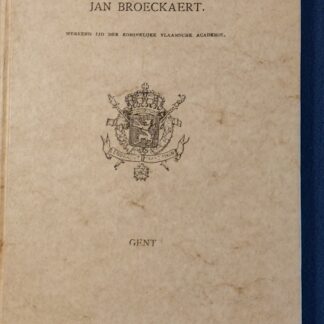 JAN BROECKAERT.
WERKEND LID DER KONINKLIJKE VLAAMSCHE ACADEMIE.
GENT